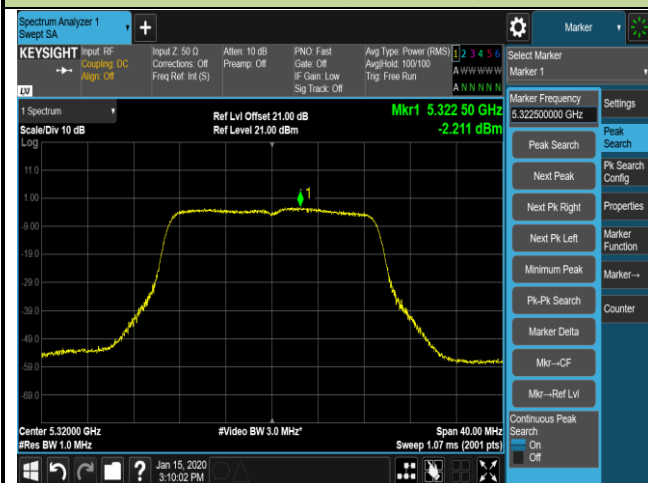 Spectrum Analyzer 1
Swept SA
+
Marker
KEYSIGHT
Input: RF
Coupling: DC
Align: Off
Input Z: 50 Ω
Corrections: Off
Freq Ref: Int (S)
Atten: 10 dB
Preamp: Off
PNO: Fast
Gate: Off
IF Gain: Low
Sig Track: Off
Avg Type: Power (RMS)
Avg|Hold: 100/100
Trig: Free Run
1 2 3 4 5 6
A W W W W W
A N N N N N
LXI
Select Marker
Marker 1
1 Spectrum
Scale/Div 10 dB
Log
Ref Lvl Offset 21.00 dB
Ref Level 21.00 dBm
Mkr1 5.322 50 GHz
-2.211 dBm
11.0
1.00
-9.00
-19.0
-29.0
-39.0
-49.0
-59.0
-69.0
1
Center 5.32000 GHz
#Res BW 1.0 MHz
#Video BW 3.0 MHz*
Span 40.00 MHz
Sweep 1.07 ms (2001 pts)
Marker Frequency
5.322500000 GHz
Peak Search
Next Peak
Next Pk Right
Next Pk Left
Minimum Peak
Pk-Pk Search
Marker Delta
Mkr→CF
Mkr→Ref Lvl
Continuous Peak
Search
On
Off
Settings
Peak
Search
Pk Search
Config
Properties
Marker
Function
Marker→
Counter
?
Jan 15, 2020
3:10:02 PM